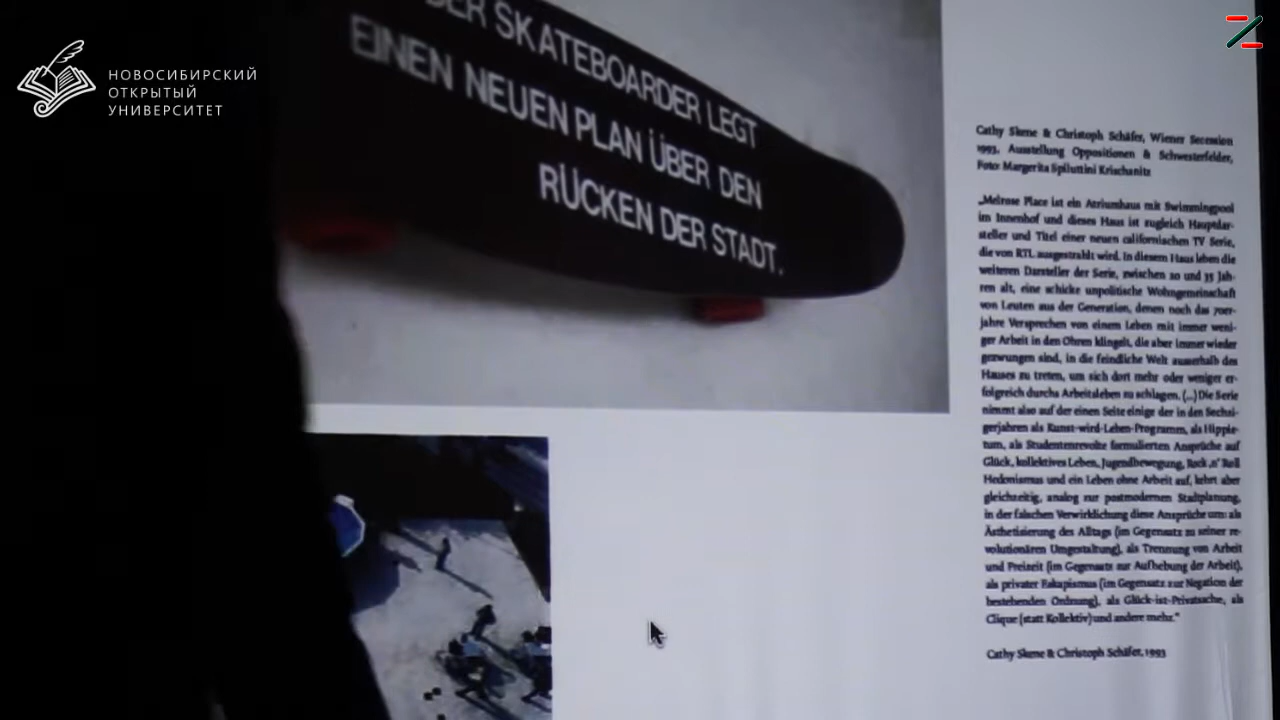 НОВОСИБИРСКИЙ
ОТКРЫТЫЙ
УНИВЕРСИТЕТ
DER SKATEBOARDER LEGT
EINEN NEUEN PLAN ÜBER DEN
RÜCKEN DER STADT.
Cathy Skene & Christoph Schäfer, Wiener Secession
1993, Ausstellung Oppositionen & Schwesterfelder,
Foto: Margerita Spiluttini Krischanitz
„Melrose Place ist ein Atriumhaus mit Swimmingpool
im Innenhof und dieses Haus ist zugleich Hauptdar-
steller und Titel einer neuen californischen TV Serie,
die von RTL ausgestrahlt wird. In diesem Haus leben die
weiteren Darsteller der Serie, zwischen 20 und 35 Jah-
ren alt, eine schicke unpolitische Wohngemeinschaft
von Leuten aus der Generation, denen noch das 70er-
jahre Versprechen von einem Leben mit immer weni-
ger Arbeit in den Ohren klingelt, die aber immer wieder
gezwungen sind, in die feindliche Welt ausserhalb des
Hauses zu treten, um sich dort mehr oder weniger er-
folgreich durchs Arbeitsleben zu schlagen. (...) Die Serie
nimmt also auf der einen Seite einige der in den Sechzi-
gerjahren als Kunst-wird-Leben-Programm, als Hippie-
tum, als Studentenrevolte formulierten Ansprüche auf
Glück, kollektives Leben, Jugendbewegung, Rock ,n' Roll
Hedonismus und ein Leben ohne Arbeit auf, kehrt aber
gleichzeitig, analog zur postmodernen Stadtplanung,
in der falschen Verwirklichung diese Ansprüche um: als
Ästhetisierung des Alltags (im Gegensatz zu seiner re-
volutionären Umgestaltung), als Trennung von Arbeit
und Freizeit (im Gegensatz zur Aufhebung der Arbeit),
als privater Eskapismus (im Gegensatz zur Negation der
bestehenden Ordnung), als Glück-ist-Privatsache, als
Clique (statt Kollektiv) und andere mehr."
Cathy Skene & Christoph Schäfer, 1993